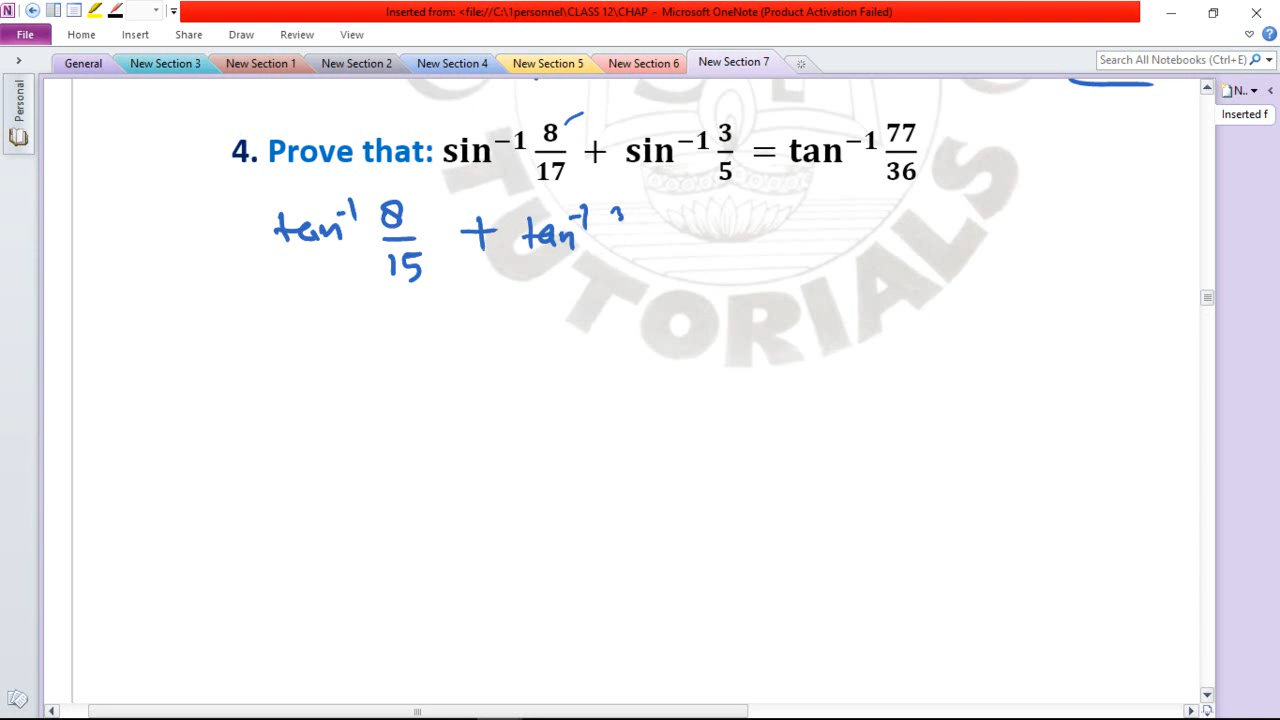 Inserted from: <file://C:\1personnel\CLASS 12\CHAP - Microsoft OneNote (Product Activation Failed)
File Home Insert Share Draw Review View
General New Section 3 New Section 1 New Section 2 New Section 4 New Section 5 New Section 6 New Section 7 Search All Notebooks (Ctrl+E)
Personal
N..
Inserted f
4. Prove that: sin⁻¹ 8/17 + sin⁻¹ 3/5 = tan⁻¹ 77/36
tan⁻¹ 8/15 + tan⁻¹ 3
TUTORIALS